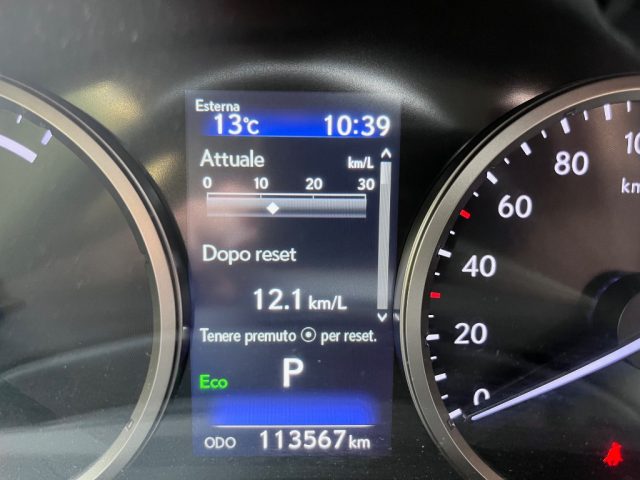 Esterna
13°c 10:39
Attuale km/L
0 10 20 30
Dopo reset
12.1 km/L
Tenere premuto ⦿ per reset.
P
Eco
ODO 113567 km
0
20
40
60
80